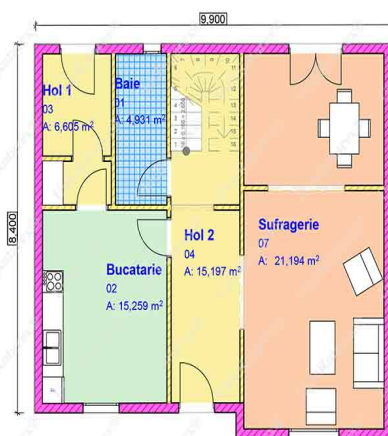 9,900
8,400
Hol 1
03
A: 6,605 m²
Baie
01
A: 4,931 m²
Hol 2
04
A: 15,197 m²
Sufragerie
07
A: 21,194 m²
Bucatarie
02
A: 15,259 m²